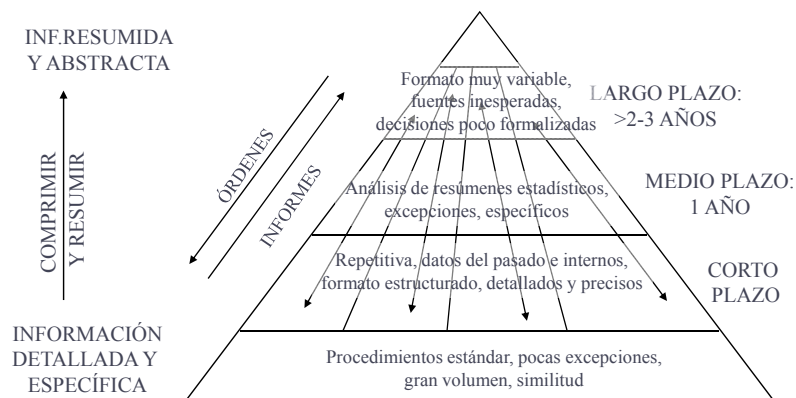 INF.RESUMIDA
Y ABSTRACTA
COMPRIMIR
Y RESUMIR
INFORMACIÓN
DETALLADA Y
ESPECÍFICA
ÓRDENES
INFORMES
Formato muy variable,
fuentes inesperadas,
decisiones poco formalizadas
Análisis de resúmenes estadísticos,
excepciones, específicos
Repetitiva, datos del pasado e internos,
formato estructurado, detallados y precisos
Procedimientos estándar, pocas excepciones,
gran volumen, similitud
LARGO PLAZO:
>2-3 AÑOS
MEDIO PLAZO:
1 AÑO
CORTO
PLAZO